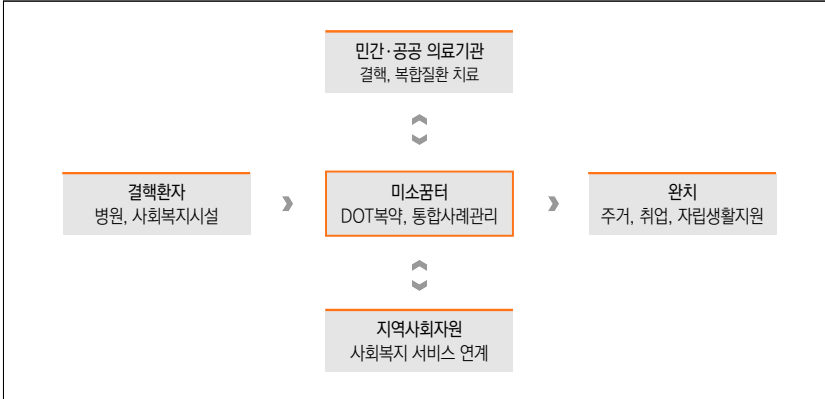 민간·공공 의료기관
결핵, 복합질환 치료
결핵환자
병원, 사회복지시설
미소꿈터
DOT복약, 통합사례관리
완치
주거, 취업, 자립생활지원
지역사회자원
사회복지 서비스 연계